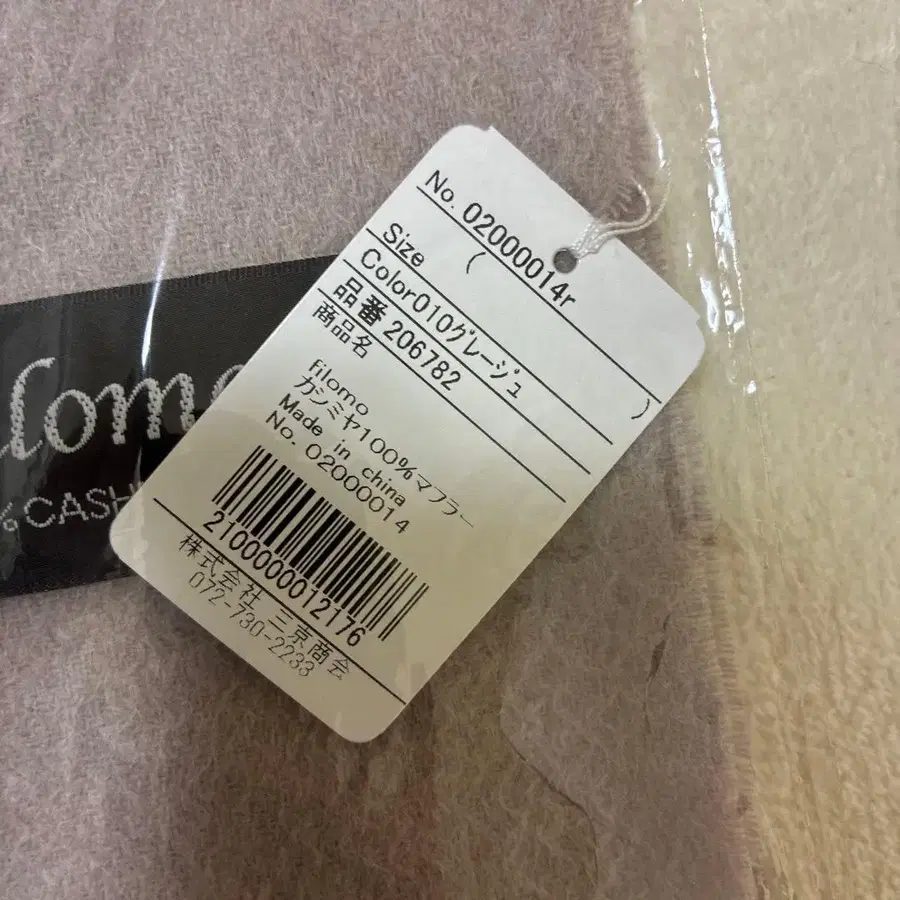 No. 02000014r
(
Size )
Color010グレージュ
品番 206782
商品名
filomo
カシミヤ100%マフラー
Made in china
No. 02000014
2100000012176
株式会社 三京商会
072-730-2233
lomo
% CASH